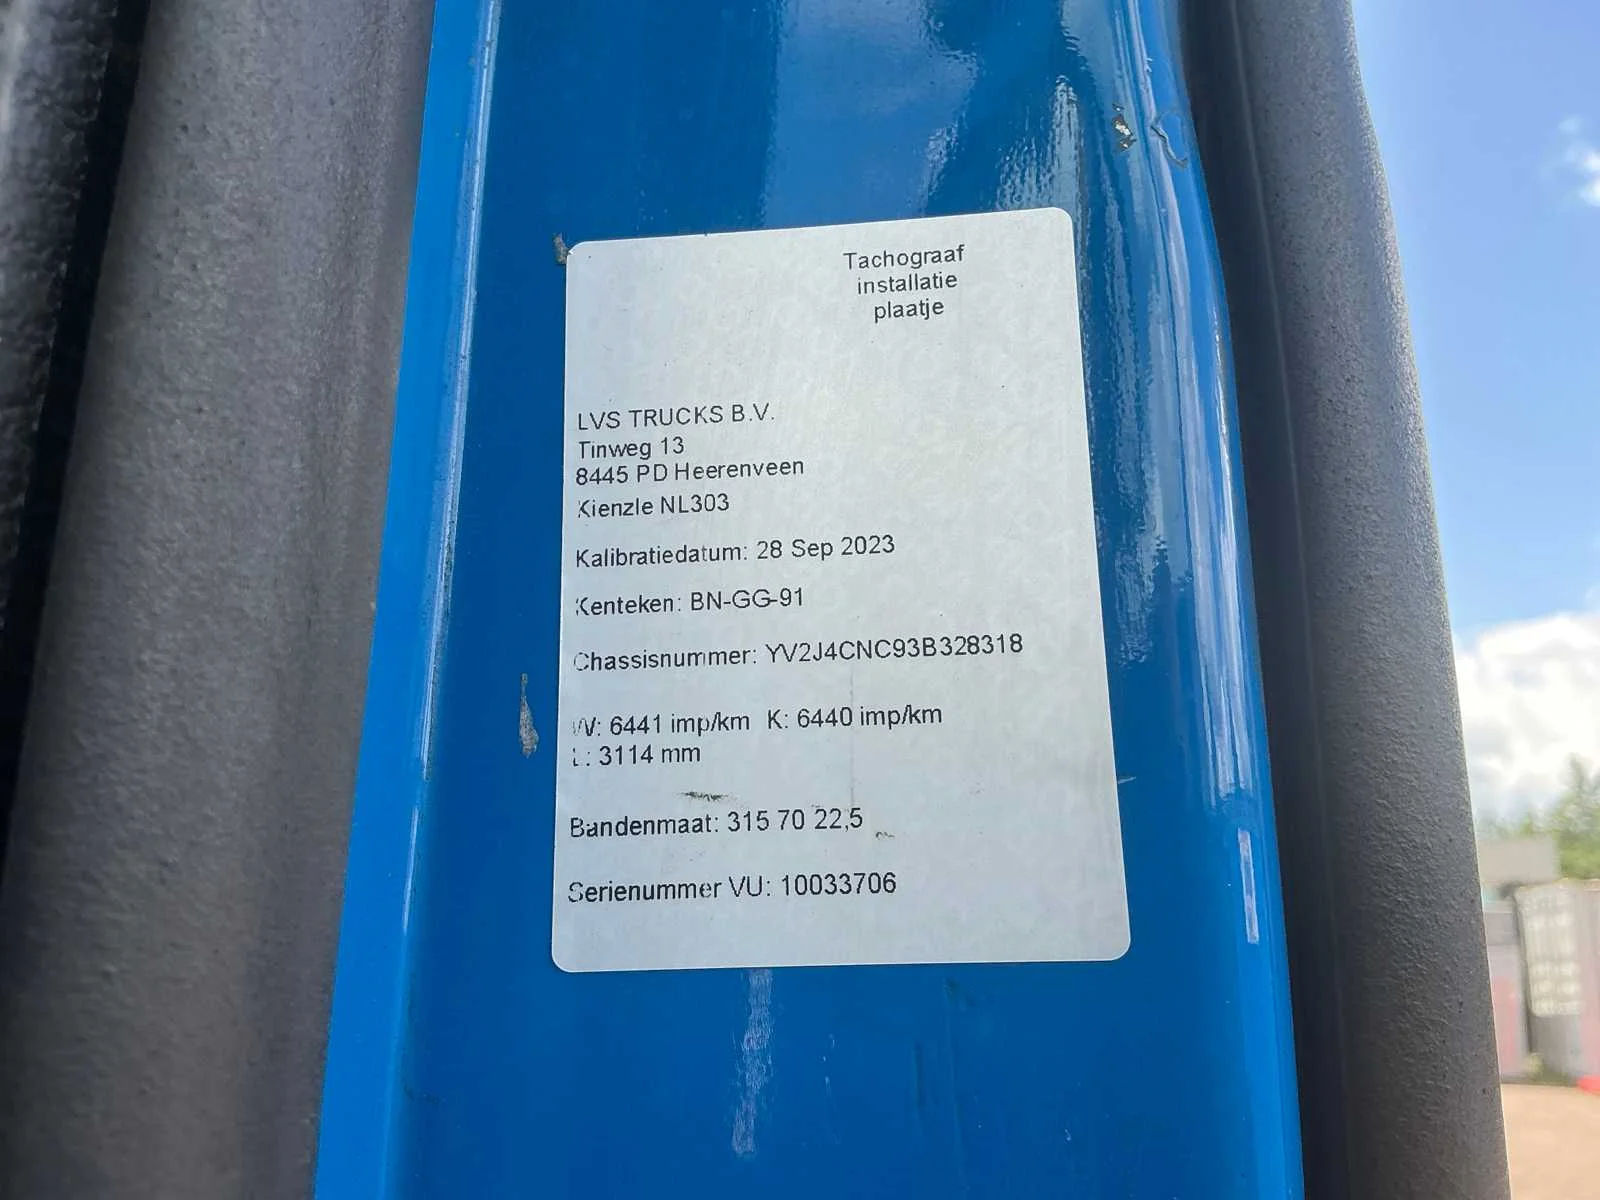 Tachograaf
installatie
plaatje
LVS TRUCKS B.V.
Tinweg 13
8445 PD Heerenveen
Kienzle NL303
Kalibratiedatum: 28 Sep 2023
Kenteken: BN-GG-91
Chassisnummer: YV2J4CNC93B328318
W: 6441 imp/km K: 6440 imp/km
L: 3114 mm
Bandenmaat: 315 70 22,5
Serienummer VU: 10033706